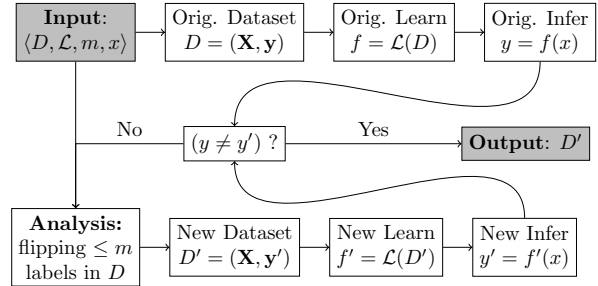 Input:
⟨D, ℒ, m, x⟩
Orig. Dataset
D = (𝐗, 𝐲)
Orig. Learn
f = ℒ(D)
Orig. Infer
y = f(x)
No
(y ≠ y′) ?
Yes
Output: D′
Analysis:
flipping ≤ m
labels in D
New Dataset
D′ = (𝐗, 𝐲′)
New Learn
f′ = ℒ(D′)
New Infer
y′ = f′(x)